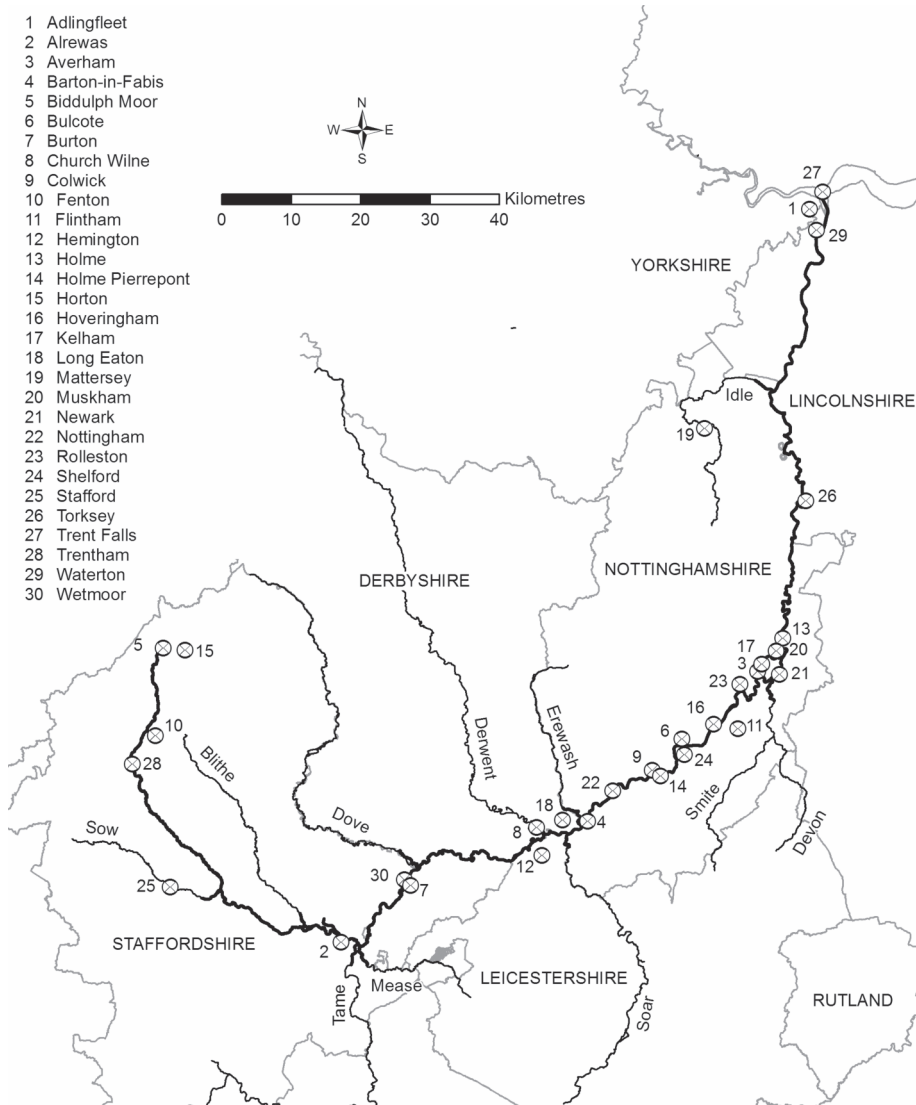 1 Adlingfleet
2 Alrewas
3 Averham
4 Barton-in-Fabis
5 Biddulph Moor
6 Bulcote
7 Burton
8 Church Wilne
9 Colwick
10 Fenton
11 Flintham
12 Hemington
13 Holme
14 Holme Pierrepont
15 Horton
16 Hoveringham
17 Kelham
18 Long Eaton
19 Mattersey
20 Muskham
21 Newark
22 Nottingham
23 Rolleston
24 Shelford
25 Stafford
26 Torksey
27 Trent Falls
28 Trentham
29 Waterton
30 Wetmoor
N
W E
S
Kilometres
0 10 20 30 40
27
1
29
YORKSHIRE
Idle
LINCOLNSHIRE
19
26
NOTTINGHAMSHIRE
DERBYSHIRE
13
5
15
17
20
3
21
23
10
16
11
Blithe
Derwent
Erewash
6
28
9
24
14
22
Smite
Sow
Dove
18
8
4
Devon
12
25
30
7
STAFFORDSHIRE
2
Mease
LEICESTERSHIRE
Tame
Soar
RUTLAND